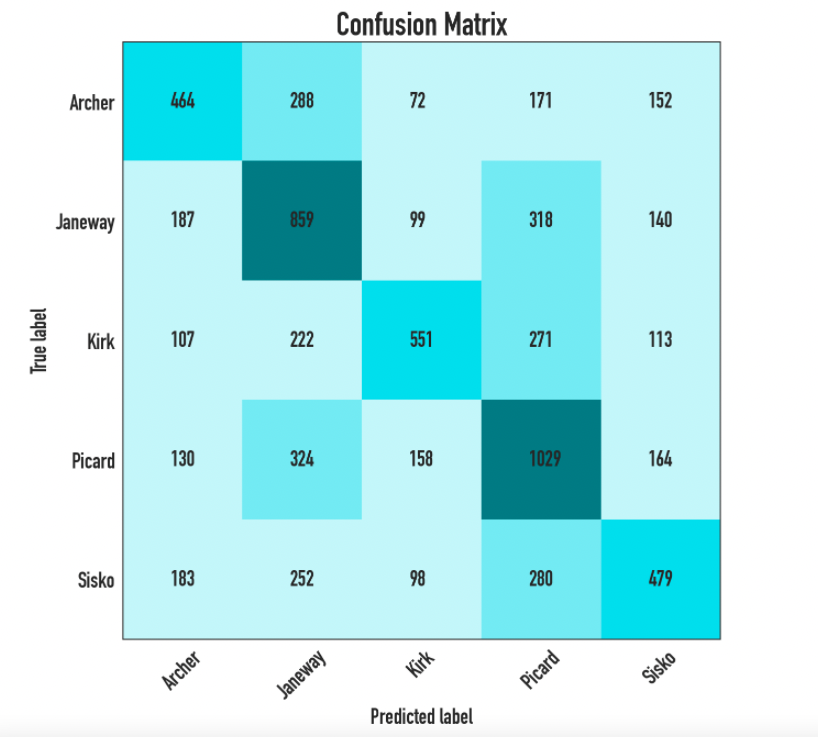 Confusion Matrix
Archer 464 288 72 171 152
Janeway 187 859 99 318 140
Kirk 107 222 551 271 113
Picard 130 324 158 1029 164
Sisko 183 252 98 280 479
True label
Archer Janeway Kirk Picard Sisko
Predicted label